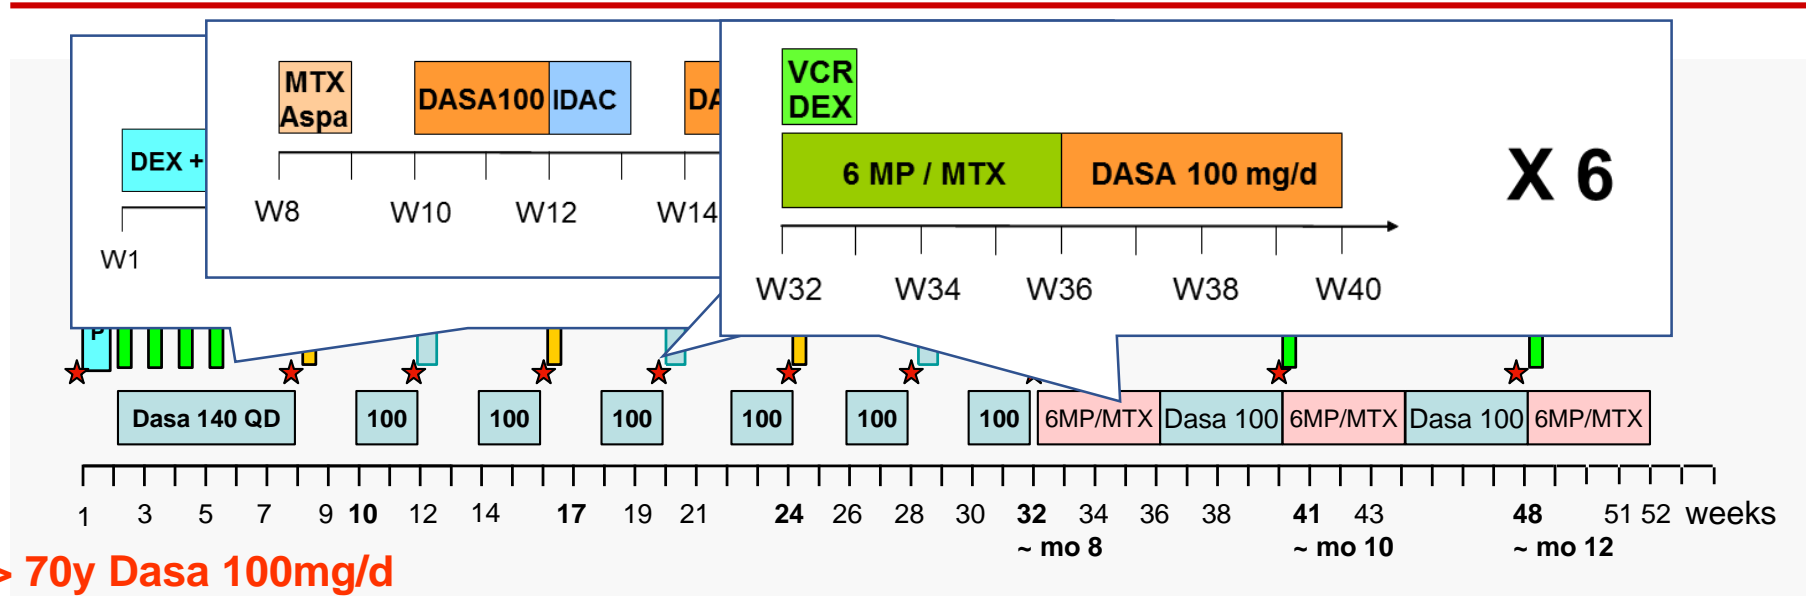 DEX +
W1
MTX
Aspa
DASA100
IDAC
W8
W10
W12
W14
VCR
DEX
6 MP / MTX
DASA 100 mg/d
X 6
W32
W34
W36
W38
W40
P
Dasa 140 QD
100
100
100
100
100
100
6MP/MTX
Dasa 100
6MP/MTX
Dasa 100
6MP/MTX
1 3 5 7 9 10 12 14 17 19 21 24 26 28 30 32 34 36 38 41 43 48 51 52 weeks
~ mo 8 ~ mo 10 ~ mo 12
> 70y Dasa 100mg/d